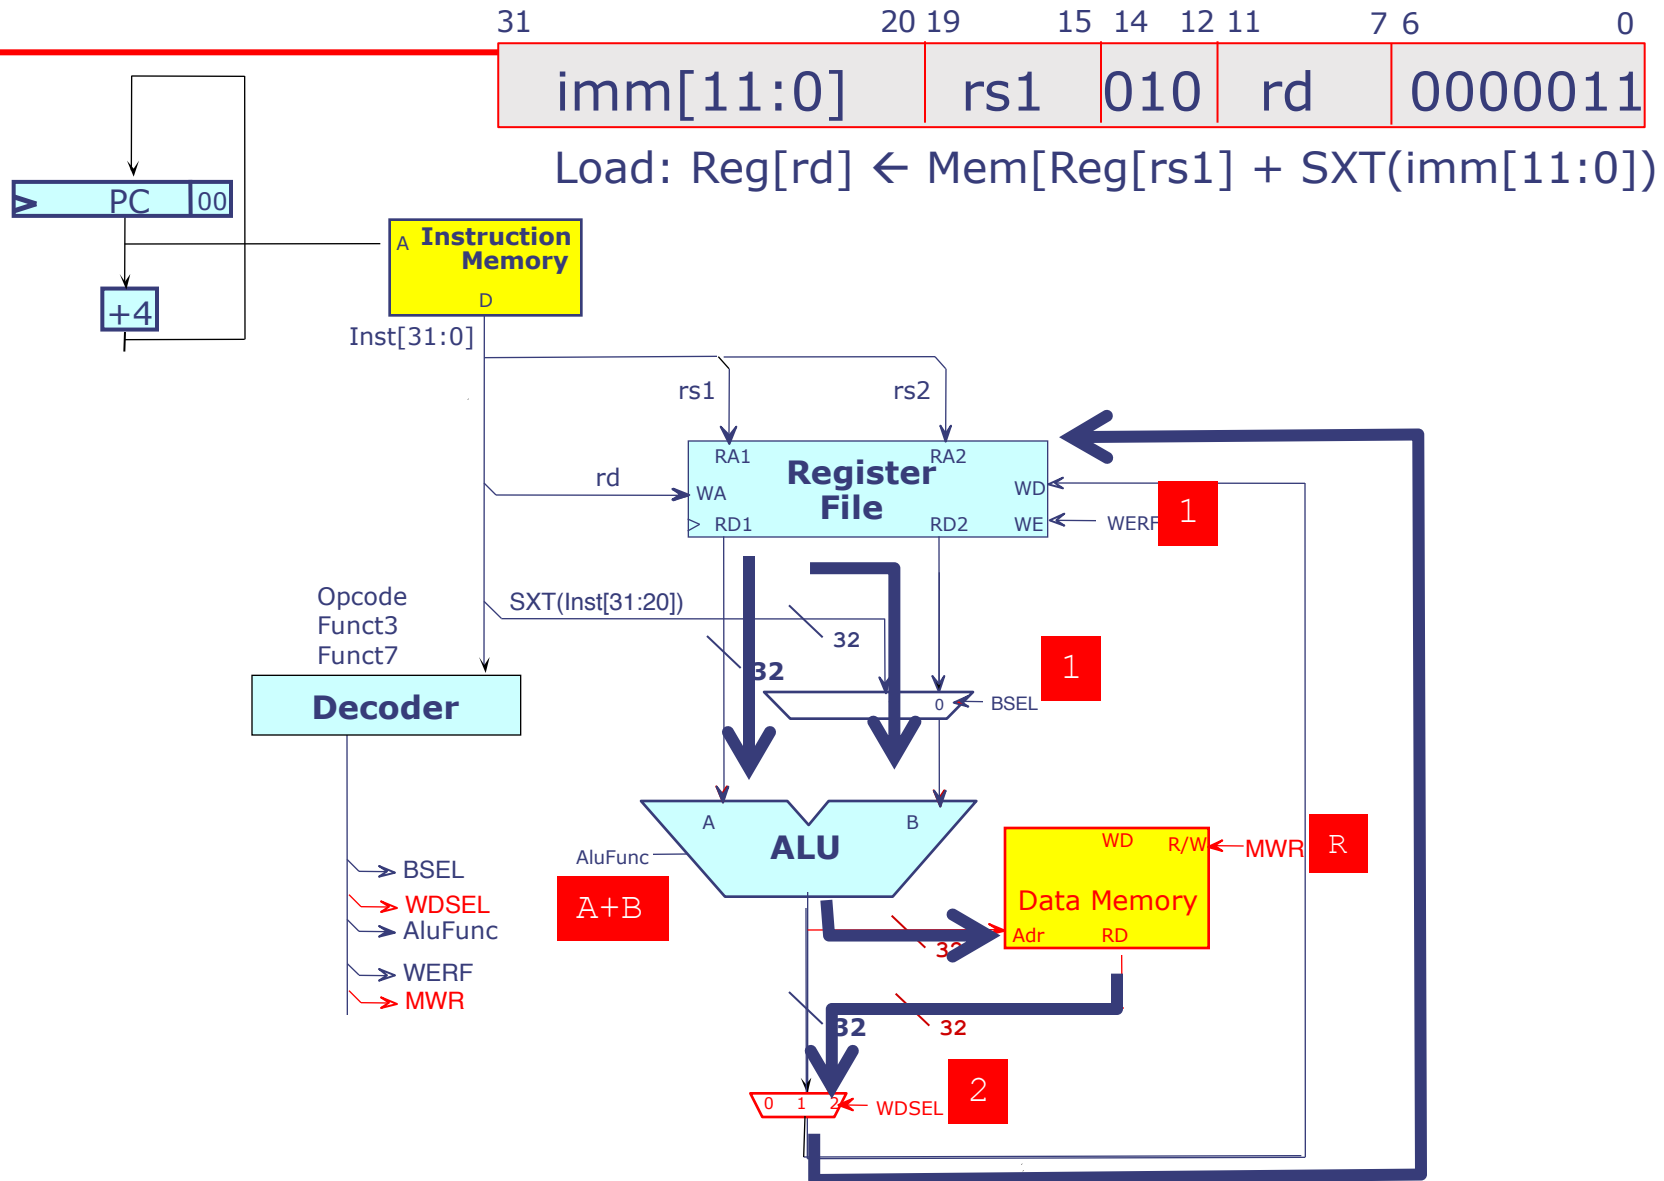 31 20 19 15 14 12 11 7 6 0
imm[11:0] rs1 010 rd 0000011
Load: Reg[rd] ← Mem[Reg[rs1] + SXT(imm[11:0])
PC 00
A Instruction
Memory
D
+4
Inst[31:0]
rs1 rs2
RA1 RA2
Register
File
rd
WA WD
RD1 RD2 WE
WERF 1
Opcode
Funct3
Funct7
SXT(Inst[31:20])
32
32
1
0 BSEL
Decoder
A B
ALU
AluFunc
A+B
WD R/W MWR R
Data Memory
Adr RD
32
BSEL
WDSEL
AluFunc
WERF
MWR
32 32
0 1 2 WDSEL 2